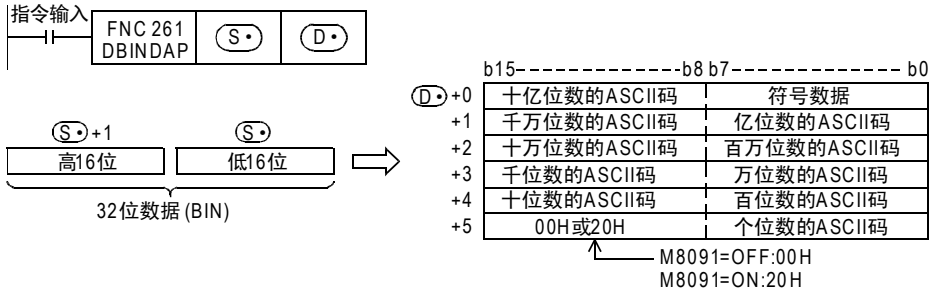 指令输入
FNC 261
DBINDAP
S·
D·
b15 b8 b7 b0
D· +0 十亿位数的ASCII码 符号数据
+1 千万位数的ASCII码 亿位数的ASCII码
+2 十万位数的ASCII码 百万位数的ASCII码
+3 千位数的ASCII码 万位数的ASCII码
+4 十位数的ASCII码 百位数的ASCII码
+5 00H或20H 个位数的ASCII码
M8091=OFF:00H
M8091=ON:20H
S· +1 S·
高16位 低16位
32位数据 (BIN)